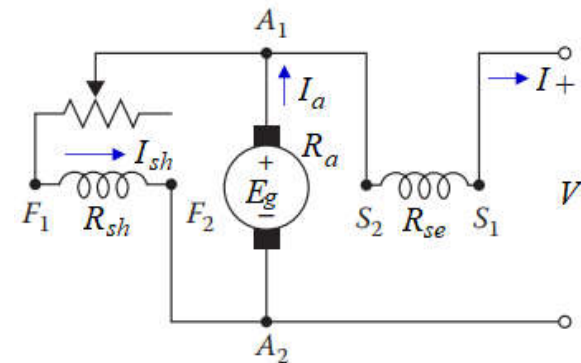 A1
Ia
I +
Ish
Ra
+
Eg
−
F1
Rsh
F2
S2
Rse
S1
V
A2